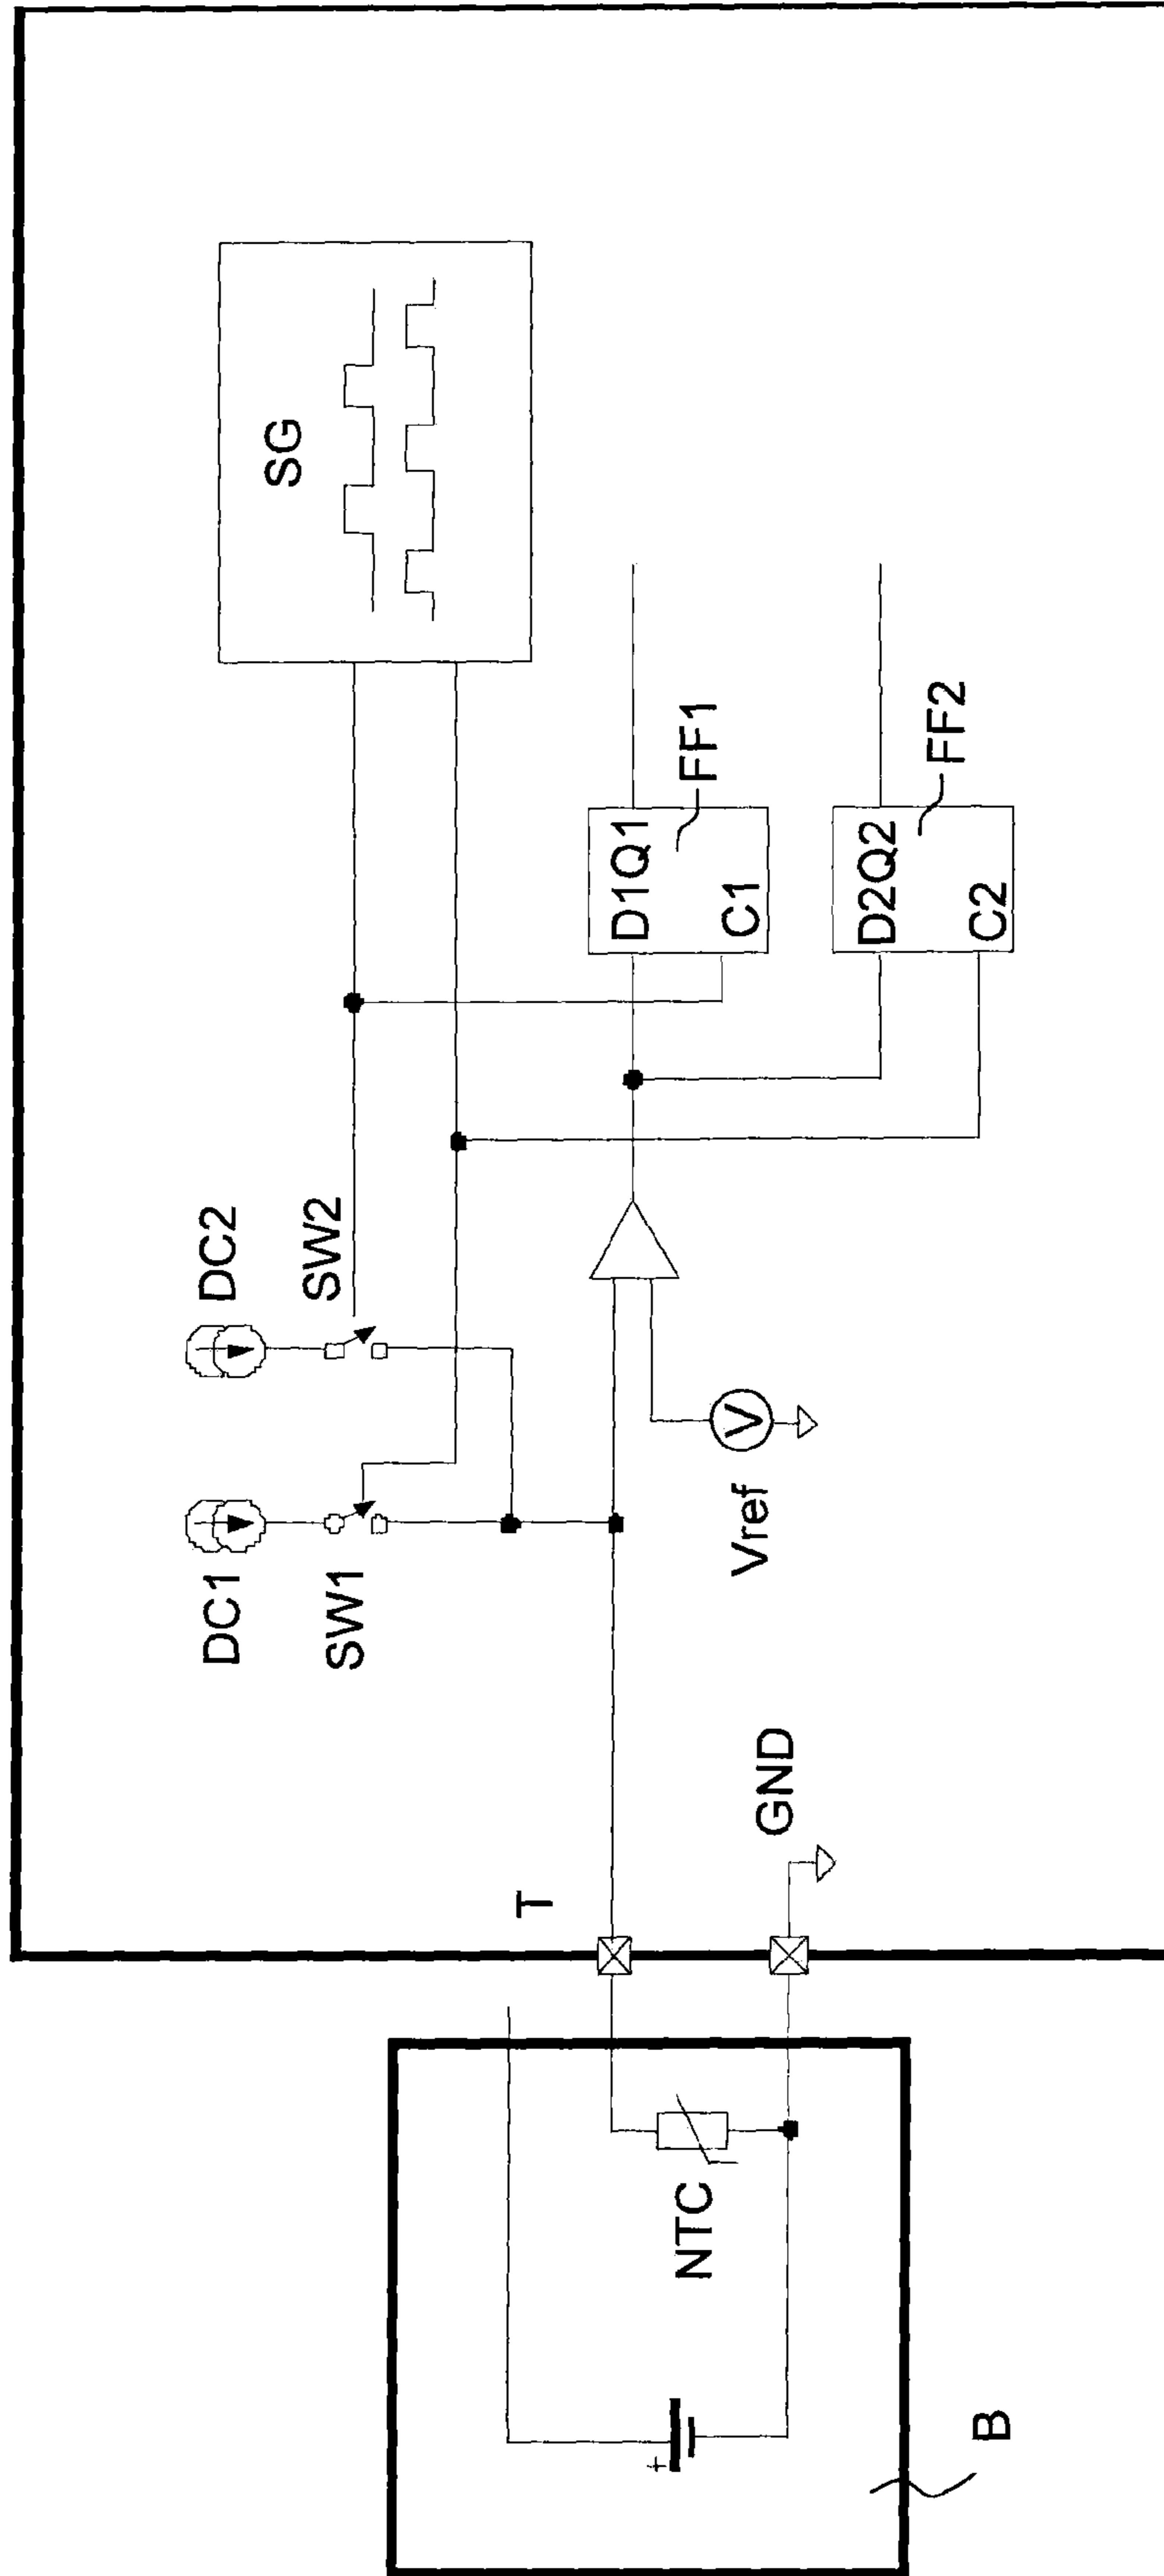 DC1
DC2
SW1
SW2
SG
T
GND
Vref
V
D1Q1
C1
FF1
D2Q2
C2
FF2
NTC
+
B